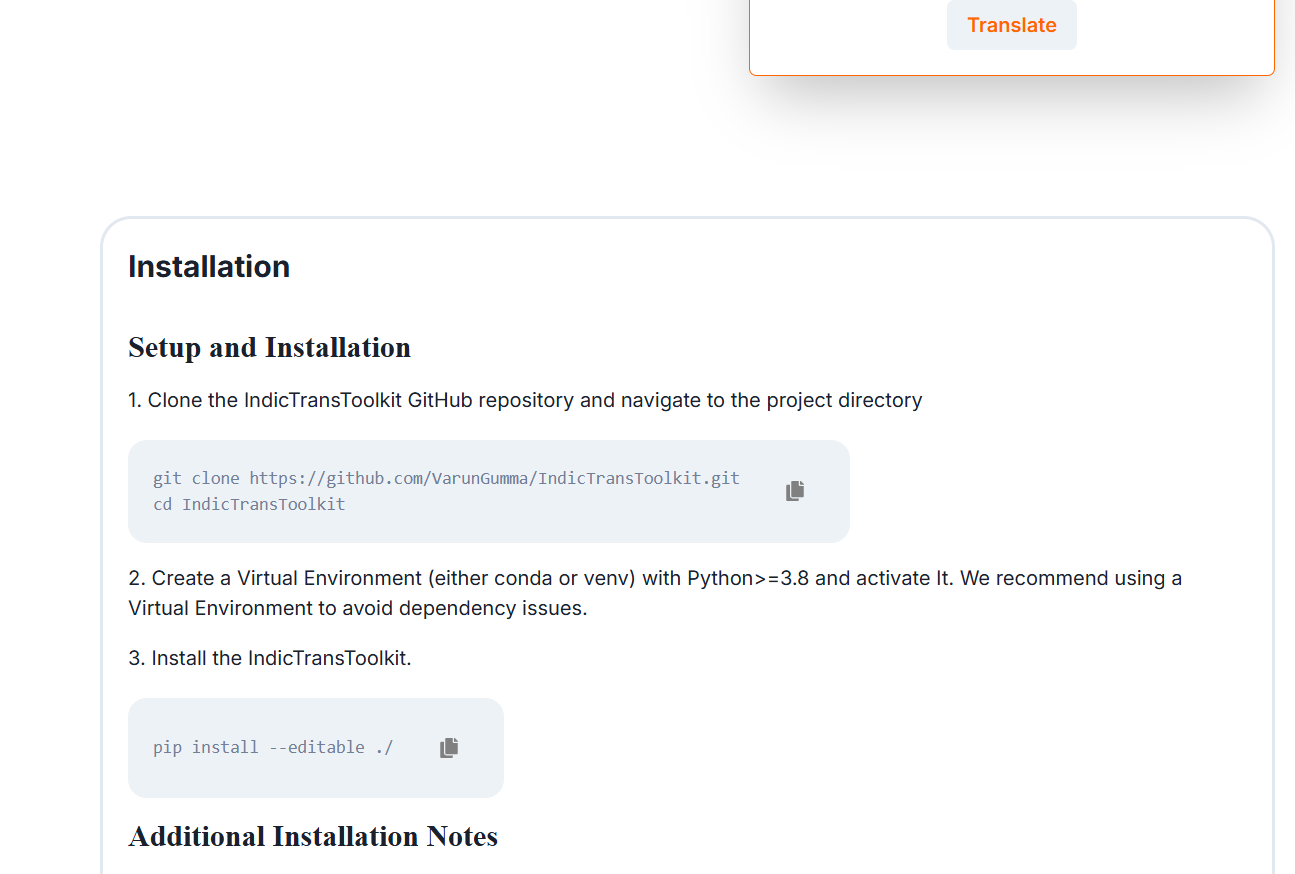 Translate
Installation
Setup and Installation
1. Clone the IndicTransToolkit GitHub repository and navigate to the project directory
git clone https://github.com/VarunGumma/IndicTransToolkit.git
cd IndicTransToolkit
2. Create a Virtual Environment (either conda or venv) with Python>=3.8 and activate It. We recommend using a
Virtual Environment to avoid dependency issues.
3. Install the IndicTransToolkit.
pip install --editable ./
Additional Installation Notes